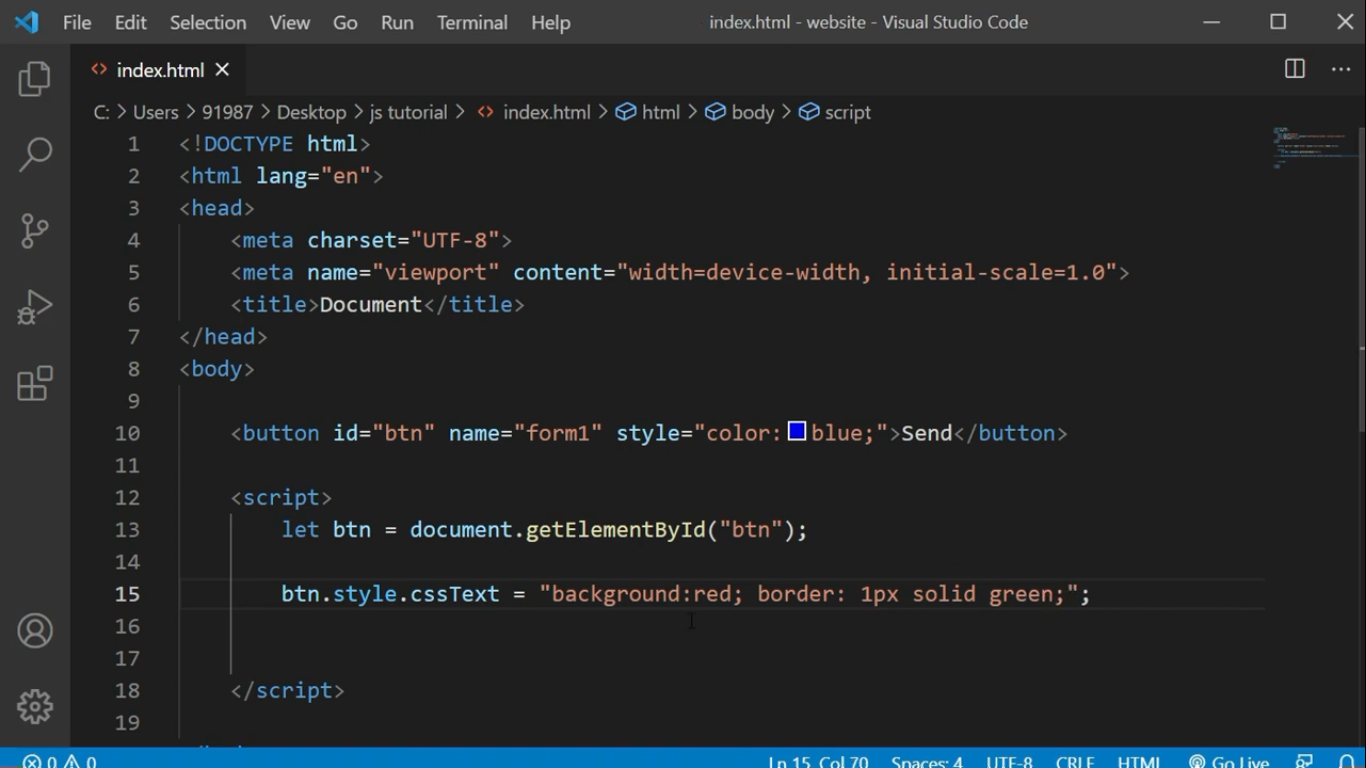 File Edit Selection View Go Run Terminal Help index.html - website - Visual Studio Code
index.html
C: > Users > 91987 > Desktop > js tutorial > index.html > html > body > script
1 <!DOCTYPE html>
2 <html lang="en">
3 <head>
4 <meta charset="UTF-8">
5 <meta name="viewport" content="width=device-width, initial-scale=1.0">
6 <title>Document</title>
7 </head>
8 <body>
9
10 <button id="btn" name="form1" style="color:blue;">Send</button>
11
12 <script>
13 let btn = document.getElementById("btn");
14
15 btn.style.cssText = "background:red; border: 1px solid green;";
16
17
18 </script>
19
0 0 Ln 15, Col 70 Spaces: 4 UTF-8 CRLF HTML Go Live